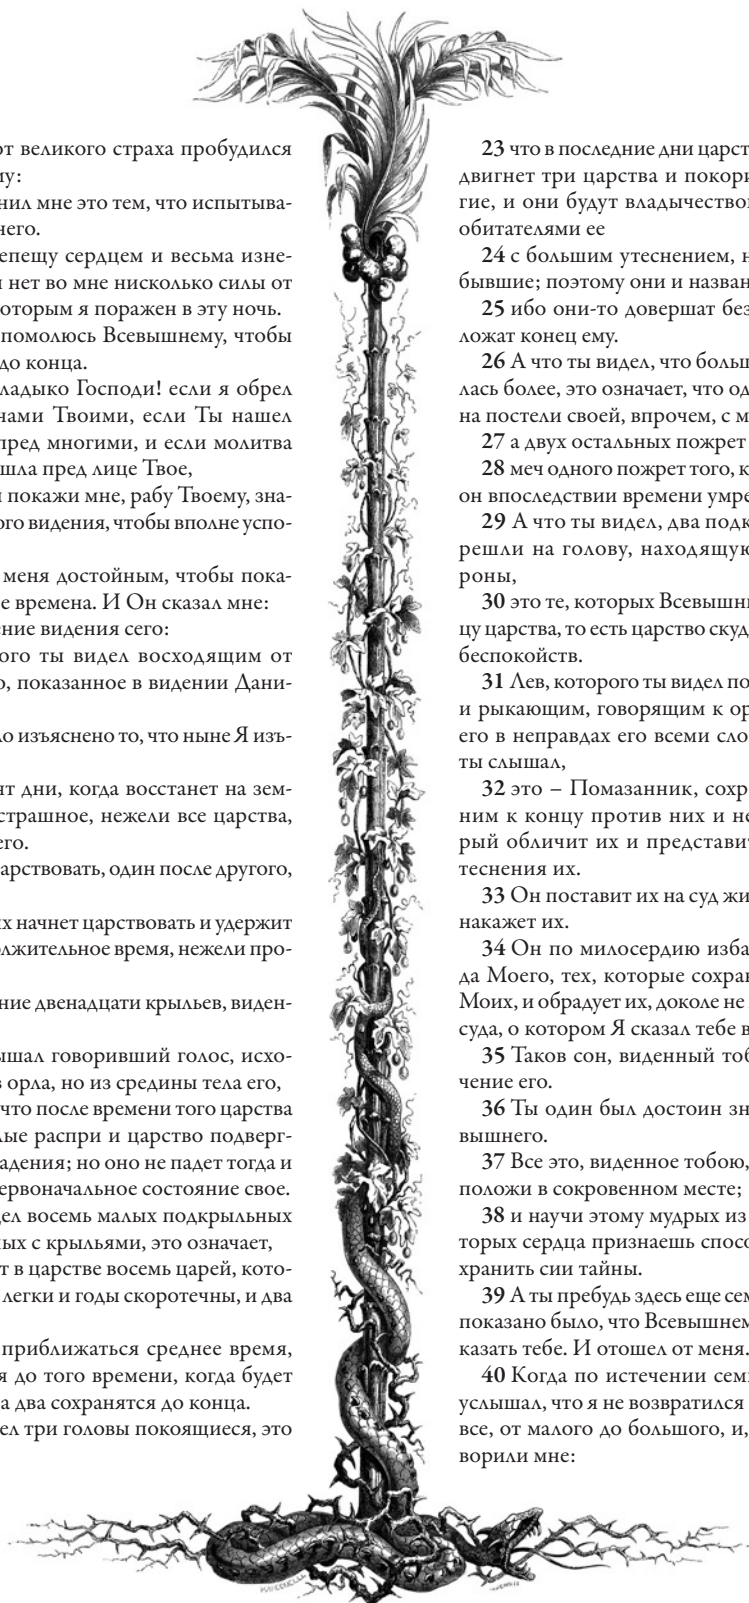 от великого страха пробудился
му:
нил мне это тем, что испытыва-
него.
епещу сердцем и весьма изне-
и нет во мне нисколько силы от
которым я поражен в эту ночь.
помолюсь Всевышнему, чтобы
до конца.
ладыко Господи! если я обрел
чами Твоими, если Ты нашел
пред многими, и если молитва
шла пред лице Твое,
и покажи мне, рабу Твоему, зна-
ого видения, чтобы вполне успо-
меня достойным, чтобы пока-
е времена. И Он сказал мне:
ение видения сего:
ого ты видел восходящим от
о, показанное в видении Дани-
ло изъяснено то, что ныне Я изъ-
ят дни, когда восстанет на зем-
страшное, нежели все царства,
его.
арствовать, один после другого,
их начнет царствовать и удержит
олжительное время, нежели про-
ние двенадцати крыльев, виден-
ышал говоривший голос, исхо-
в орла, но из средины тела его,
что после времени того царства
лые распри и царство подверг-
адения; но оно не падет тогда и
ервоначальное состояние свое.
дел восемь малых подкрыльных
ных с крыльями, это означает,
т в царстве восемь царей, кото-
легки и годы скоротечны, и два
приближаться среднее время,
я до того времени, когда будет
а два сохранятся до конца.
ел три головы покоящиеся, это
23 что в последние дни царст
двигнет три царства и покори
гие, и они будут владычество
обитателями ее
24 с большим утеснением, н
бывшие; поэтому они и назван
25 ибо они-то довершат без
ложат конец ему.
26 А что ты видел, что больш
лась более, это означает, что од
на постели своей, впрочем, с м
27 а двух остальных пожрет
28 меч одного пожрет того, к
он впоследствии времени умре
29 А что ты видел, два подк
решли на голову, находящую
роны,
30 это те, которых Всевышни
цу царства, то есть царство скуд
беспокойств.
31 Лев, которого ты видел по
и рыкающим, говорящим к ор
его в неправдах его всеми сло
ты слышал,
32 это – Помазанник, сохр
ним к концу против них и не
рый обличит их и представит
теснения их.
33 Он поставит их на суд жи
накажет их.
34 Он по милосердию изба
да Моего, тех, которые сохран
Моих, и обрадует их, доколе не
суда, о котором Я сказал тебе в
35 Таков сон, виденный тоб
чение его.
36 Ты один был достоин зн
вышнего.
37 Все это, виденное тобою,
положи в сокровенном месте;
38 и научи этому мудрых из
торых сердца признаешь спосо
хранить сии тайны.
39 А ты пребудь здесь еще сем
показано было, что Всевышнем
казать тебе. И отошел от меня.
40 Когда по истечении сем
услышал, что я не возвратился
все, от малого до большого, и,
ворили мне: